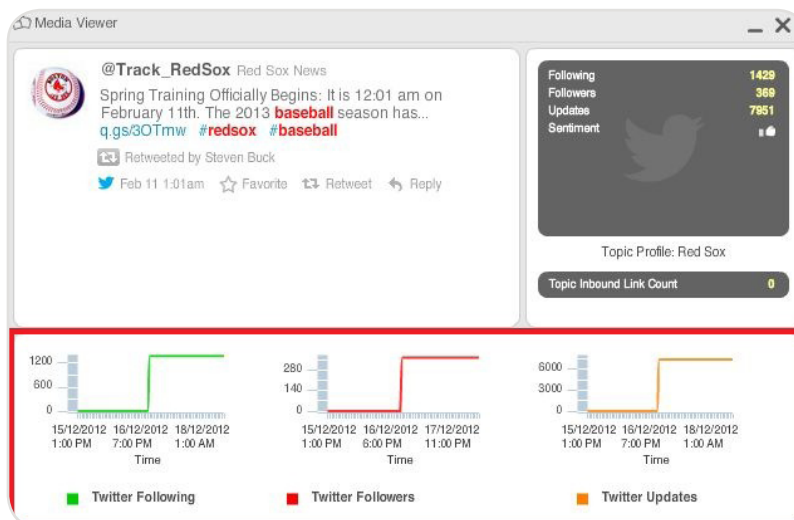 Media Viewer
@Track_RedSox Red Sox News
Spring Training Officially Begins: It is 12:01 am on
February 11th. The 2013 baseball season has...
q.gs/3OTmw #redsox #baseball
Retweeted by Steven Buck
Feb 11 1:01am Favorite Retweet Reply
Following 1429
Followers 369
Updates 7951
Sentiment
Topic Profile: Red Sox
Topic Inbound Link Count 0
1200
600
0
15/12/2012 16/12/2012 18/12/2012
1:00 PM 7:00 PM 1:00 AM
Time
Twitter Following
280
140
0
15/12/2012 16/12/2012 17/12/2012
1:00 PM 6:00 PM 11:00 PM
Time
Twitter Followers
6000
3000
0
15/12/2012 16/12/2012 18/12/2012
1:00 PM 7:00 PM 1:00 AM
Time
Twitter Updates